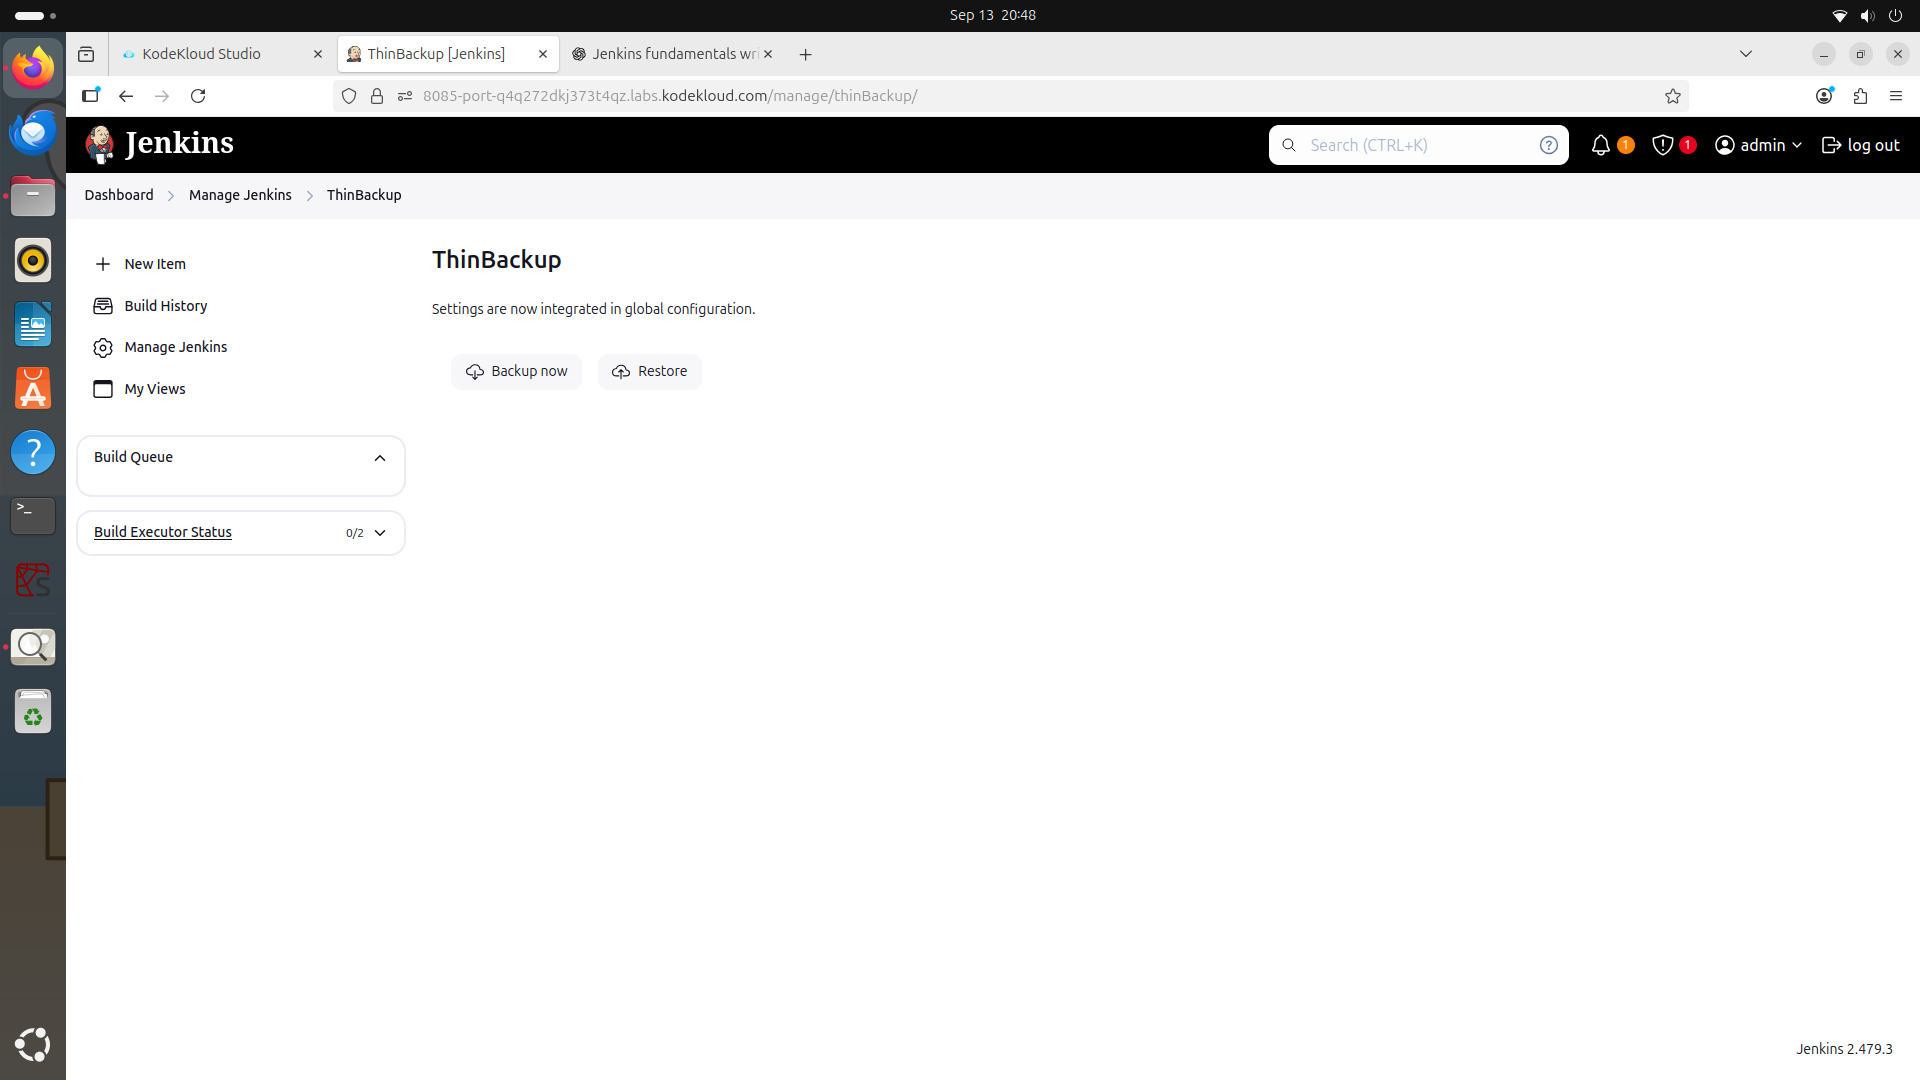 Sep 13 20:48
KodeKloud Studio
ThinBackup [Jenkins]
Jenkins fundamentals wri
8085-port-q4q272dkj373t4qz.labs.kodekloud.com/manage/thinBackup/
Jenkins
Search (CTRL+K)
?
1
1
admin
log out
Dashboard
Manage Jenkins
ThinBackup
New Item
Build History
Manage Jenkins
My Views
Build Queue
Build Executor Status
0/2
ThinBackup
Settings are now integrated in global configuration.
Backup now
Restore
Jenkins 2.479.3